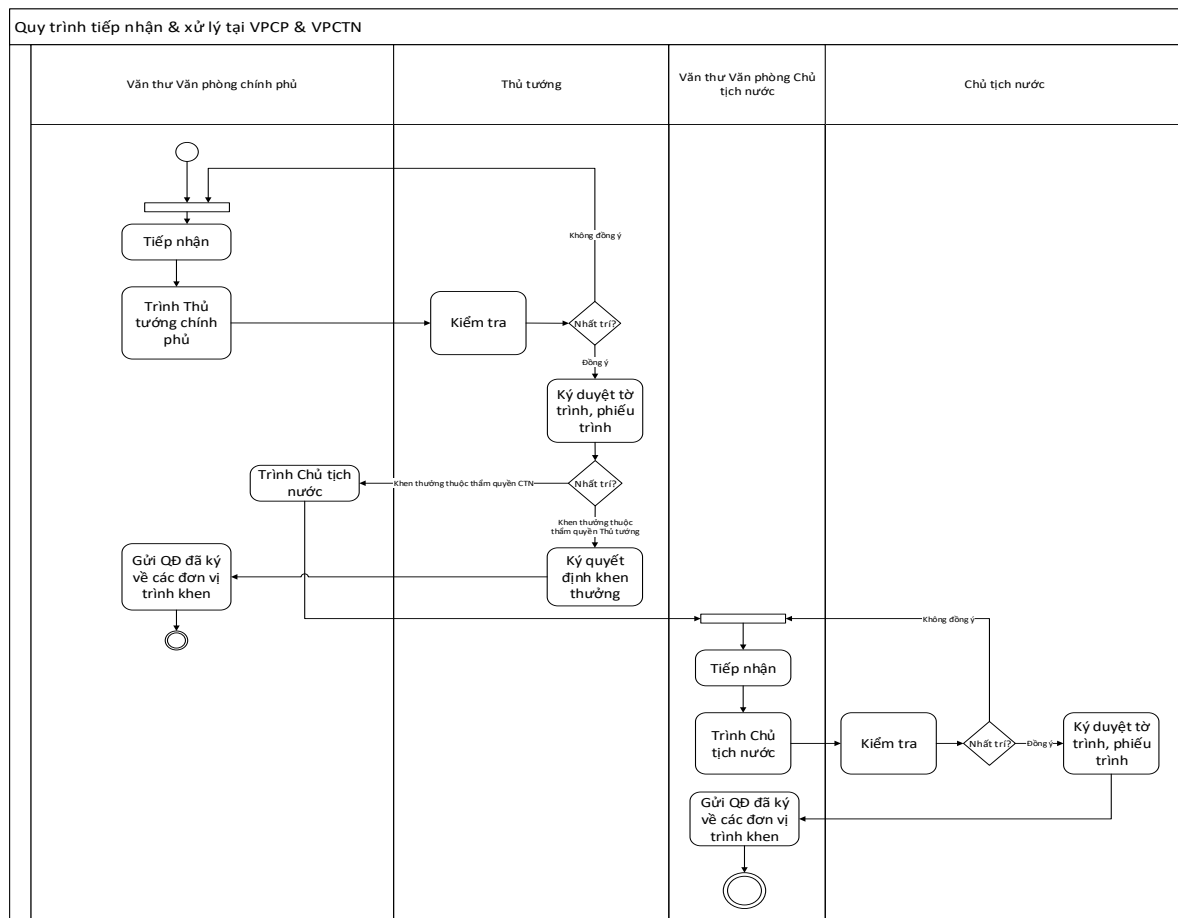 Quy trình tiếp nhận & xử lý tại VPCP & VPCTN
Văn thư Văn phòng chính phủ
Thủ tướng
Văn thư Văn phòng Chủ
tịch nước
Chủ tịch nước
Không đồng ý
Tiếp nhận
Trình Thủ
tướng chính
phủ
Kiểm tra
Nhất trí?
Đồng ý
Ký duyệt tờ
trình, phiếu
trình
Trình Chủ tịch
nước
Khen thưởng thuộc thẩm quyền CTN
Nhất trí?
Khen thưởng thuộc
thẩm quyền Thủ tướng
Gửi QĐ đã ký
về các đơn vị
trình khen
Ký quyết
định khen
thưởng
Không đồng ý
Tiếp nhận
Trình Chủ
tịch nước
Kiểm tra
Nhất trí?
Đồng ý
Ký duyệt tờ
trình, phiếu
trình
Gửi QĐ đã ký
về các đơn vị
trình khen